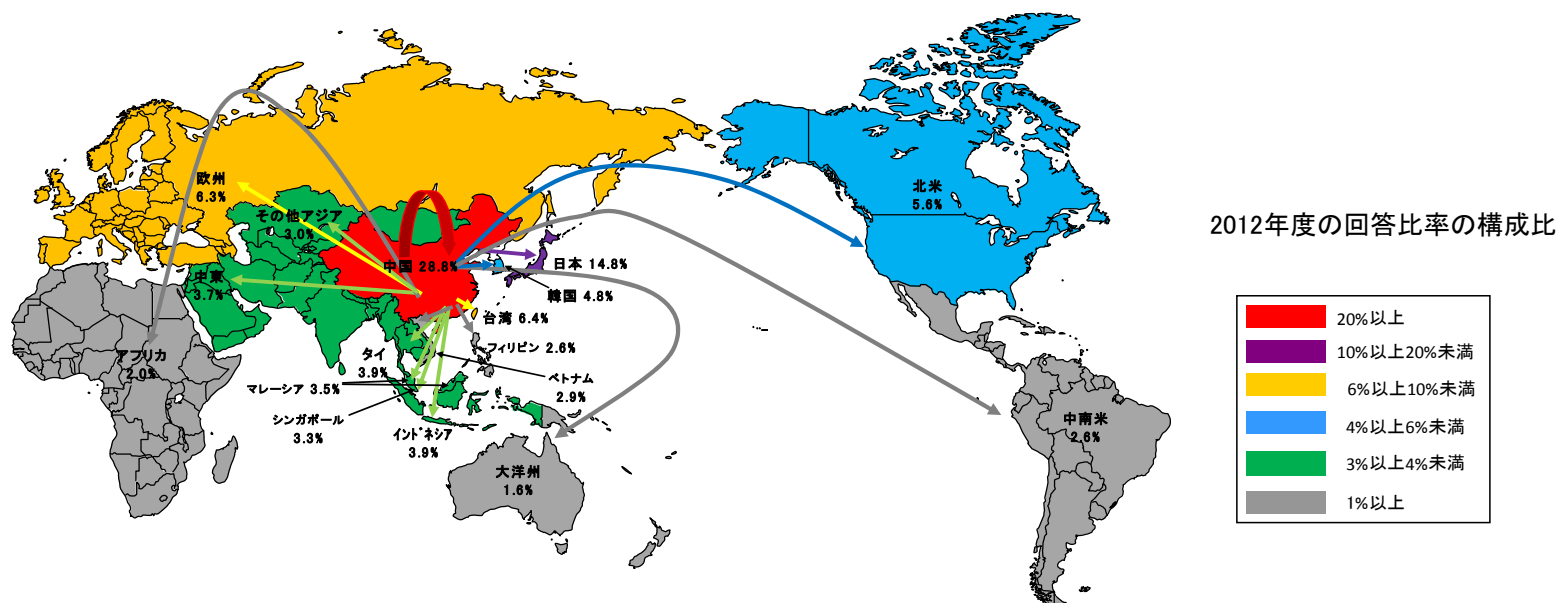 欧州
6.3%
その他アジア
3.0%
中東
3.7%
アフリカ
2.0%
中国 28.8%
日本 14.8%
韓国 4.8%
台湾 6.4%
フィリピン 2.6%
タイ
3.9%
ベトナム
2.9%
マレーシア 3.5%
シンガポール
3.3%
インドネシア
3.9%
大洋州
1.6%
北米
5.6%
中南米
2.6%
2012年度の回答比率の構成比
20%以上
10%以上20%未満
6%以上10%未満
4%以上6%未満
3%以上4%未満
1%以上